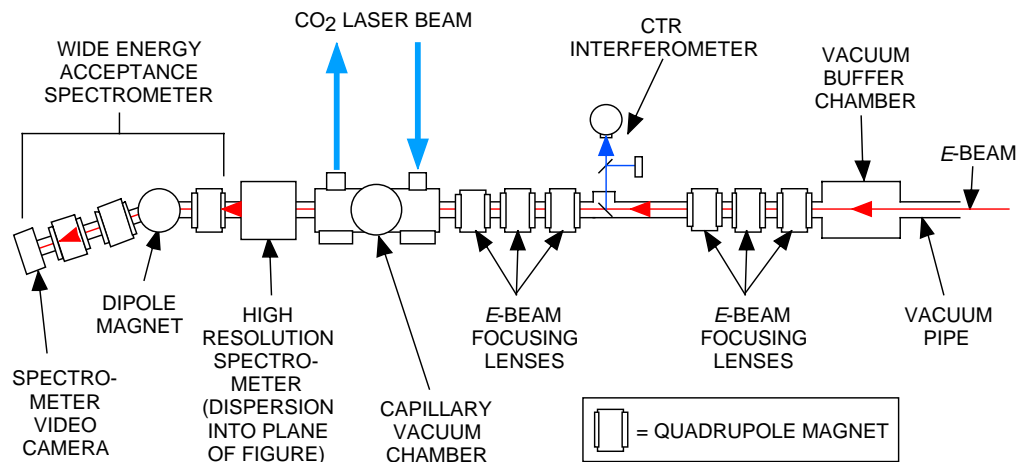 CO2 LASER BEAM
CTR
INTERFEROMETER
WIDE ENERGY
ACCEPTANCE
SPECTROMETER
VACUUM
BUFFER
CHAMBER
E-BEAM
DIPOLE
MAGNET
HIGH
RESOLUTION
SPECTRO-
METER
(DISPERSION
INTO PLANE
OF FIGURE)
E-BEAM
FOCUSING
LENSES
E-BEAM
FOCUSING
LENSES
VACUUM
PIPE
SPECTRO-
METER
VIDEO
CAMERA
CAPILLARY
VACUUM
CHAMBER
= QUADRUPOLE MAGNET